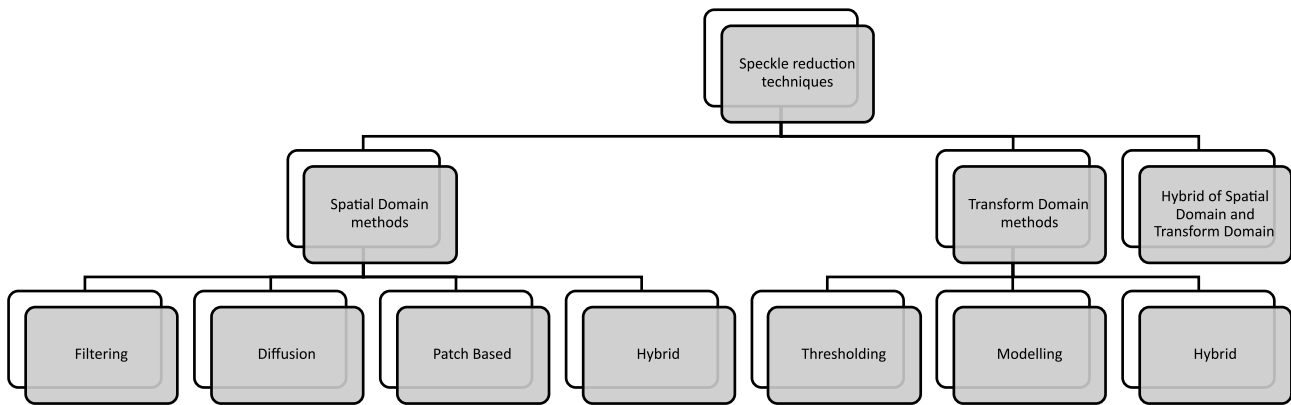 Speckle reduction
techniques
Spatial Domain
methods
Transform Domain
methods
Hybrid of Spatial
Domain and
Transform Domain
Filtering
Diffusion
Patch Based
Hybrid
Thresholding
Modelling
Hybrid